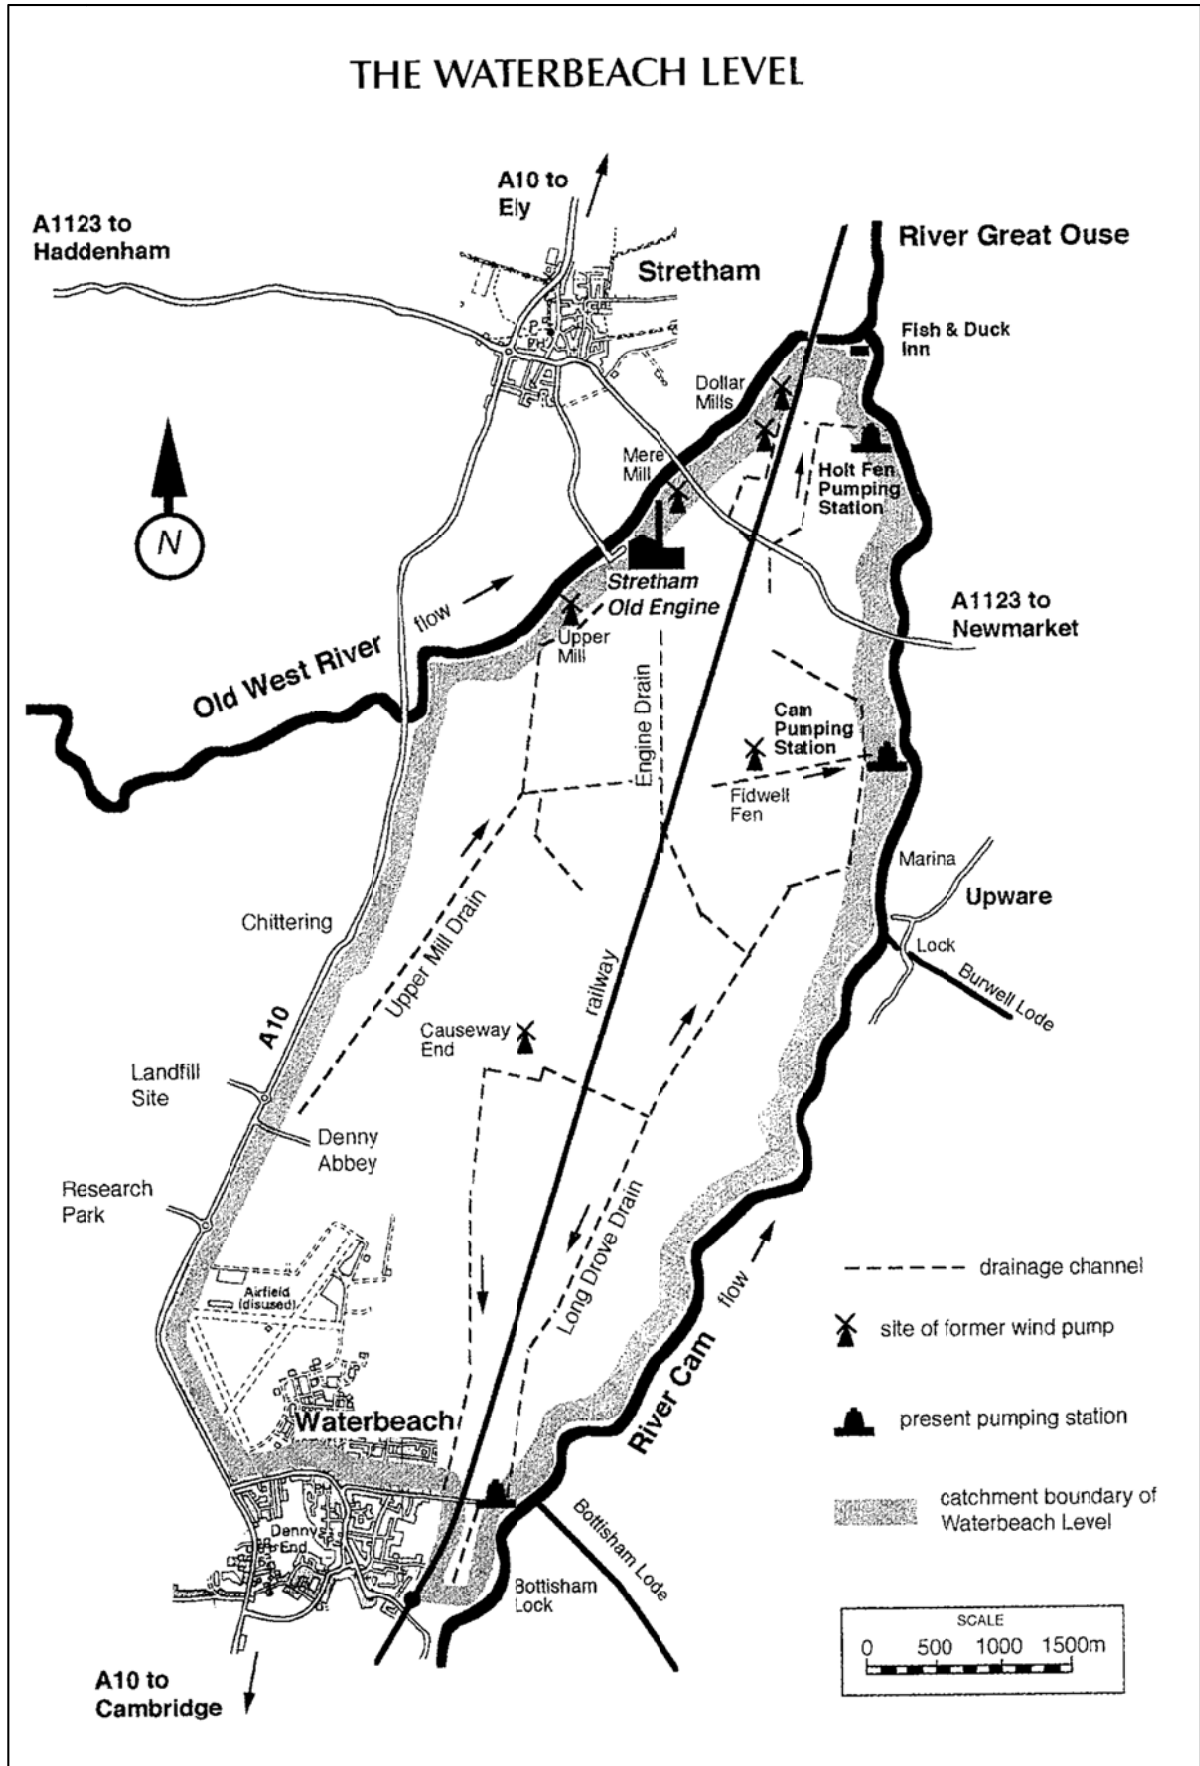 THE WATERBEACH LEVEL
A10 to
Ely
A1123 to
Haddenham
Stretham
River Great Ouse
Fish & Duck
Inn
PH
Dollar
Mills
Mere
Mill
Holt Fen
Pumping
Station
N
Stretham
Old Engine
flow
Upper
Mill
A1123 to
Newmarket
Old West River
Engine Drain
Cam
Pumping
Station
Fidwell
Fen
Marina
Upware
Lock
Burwell Lode
Chittering
Upper Mill Drain
railway
A10
Causeway
End
Landfill
Site
Denny
Abbey
Research
Park
Long Drove Drain
flow
River Cam
Airfield
(disused)
Waterbeach
PH
Denny
End
Bottisham Lode
Bottisham
Lock
A10 to
Cambridge
drainage channel
site of former wind pump
present pumping station
catchment boundary of
Waterbeach Level
SCALE
0 500 1000 1500m